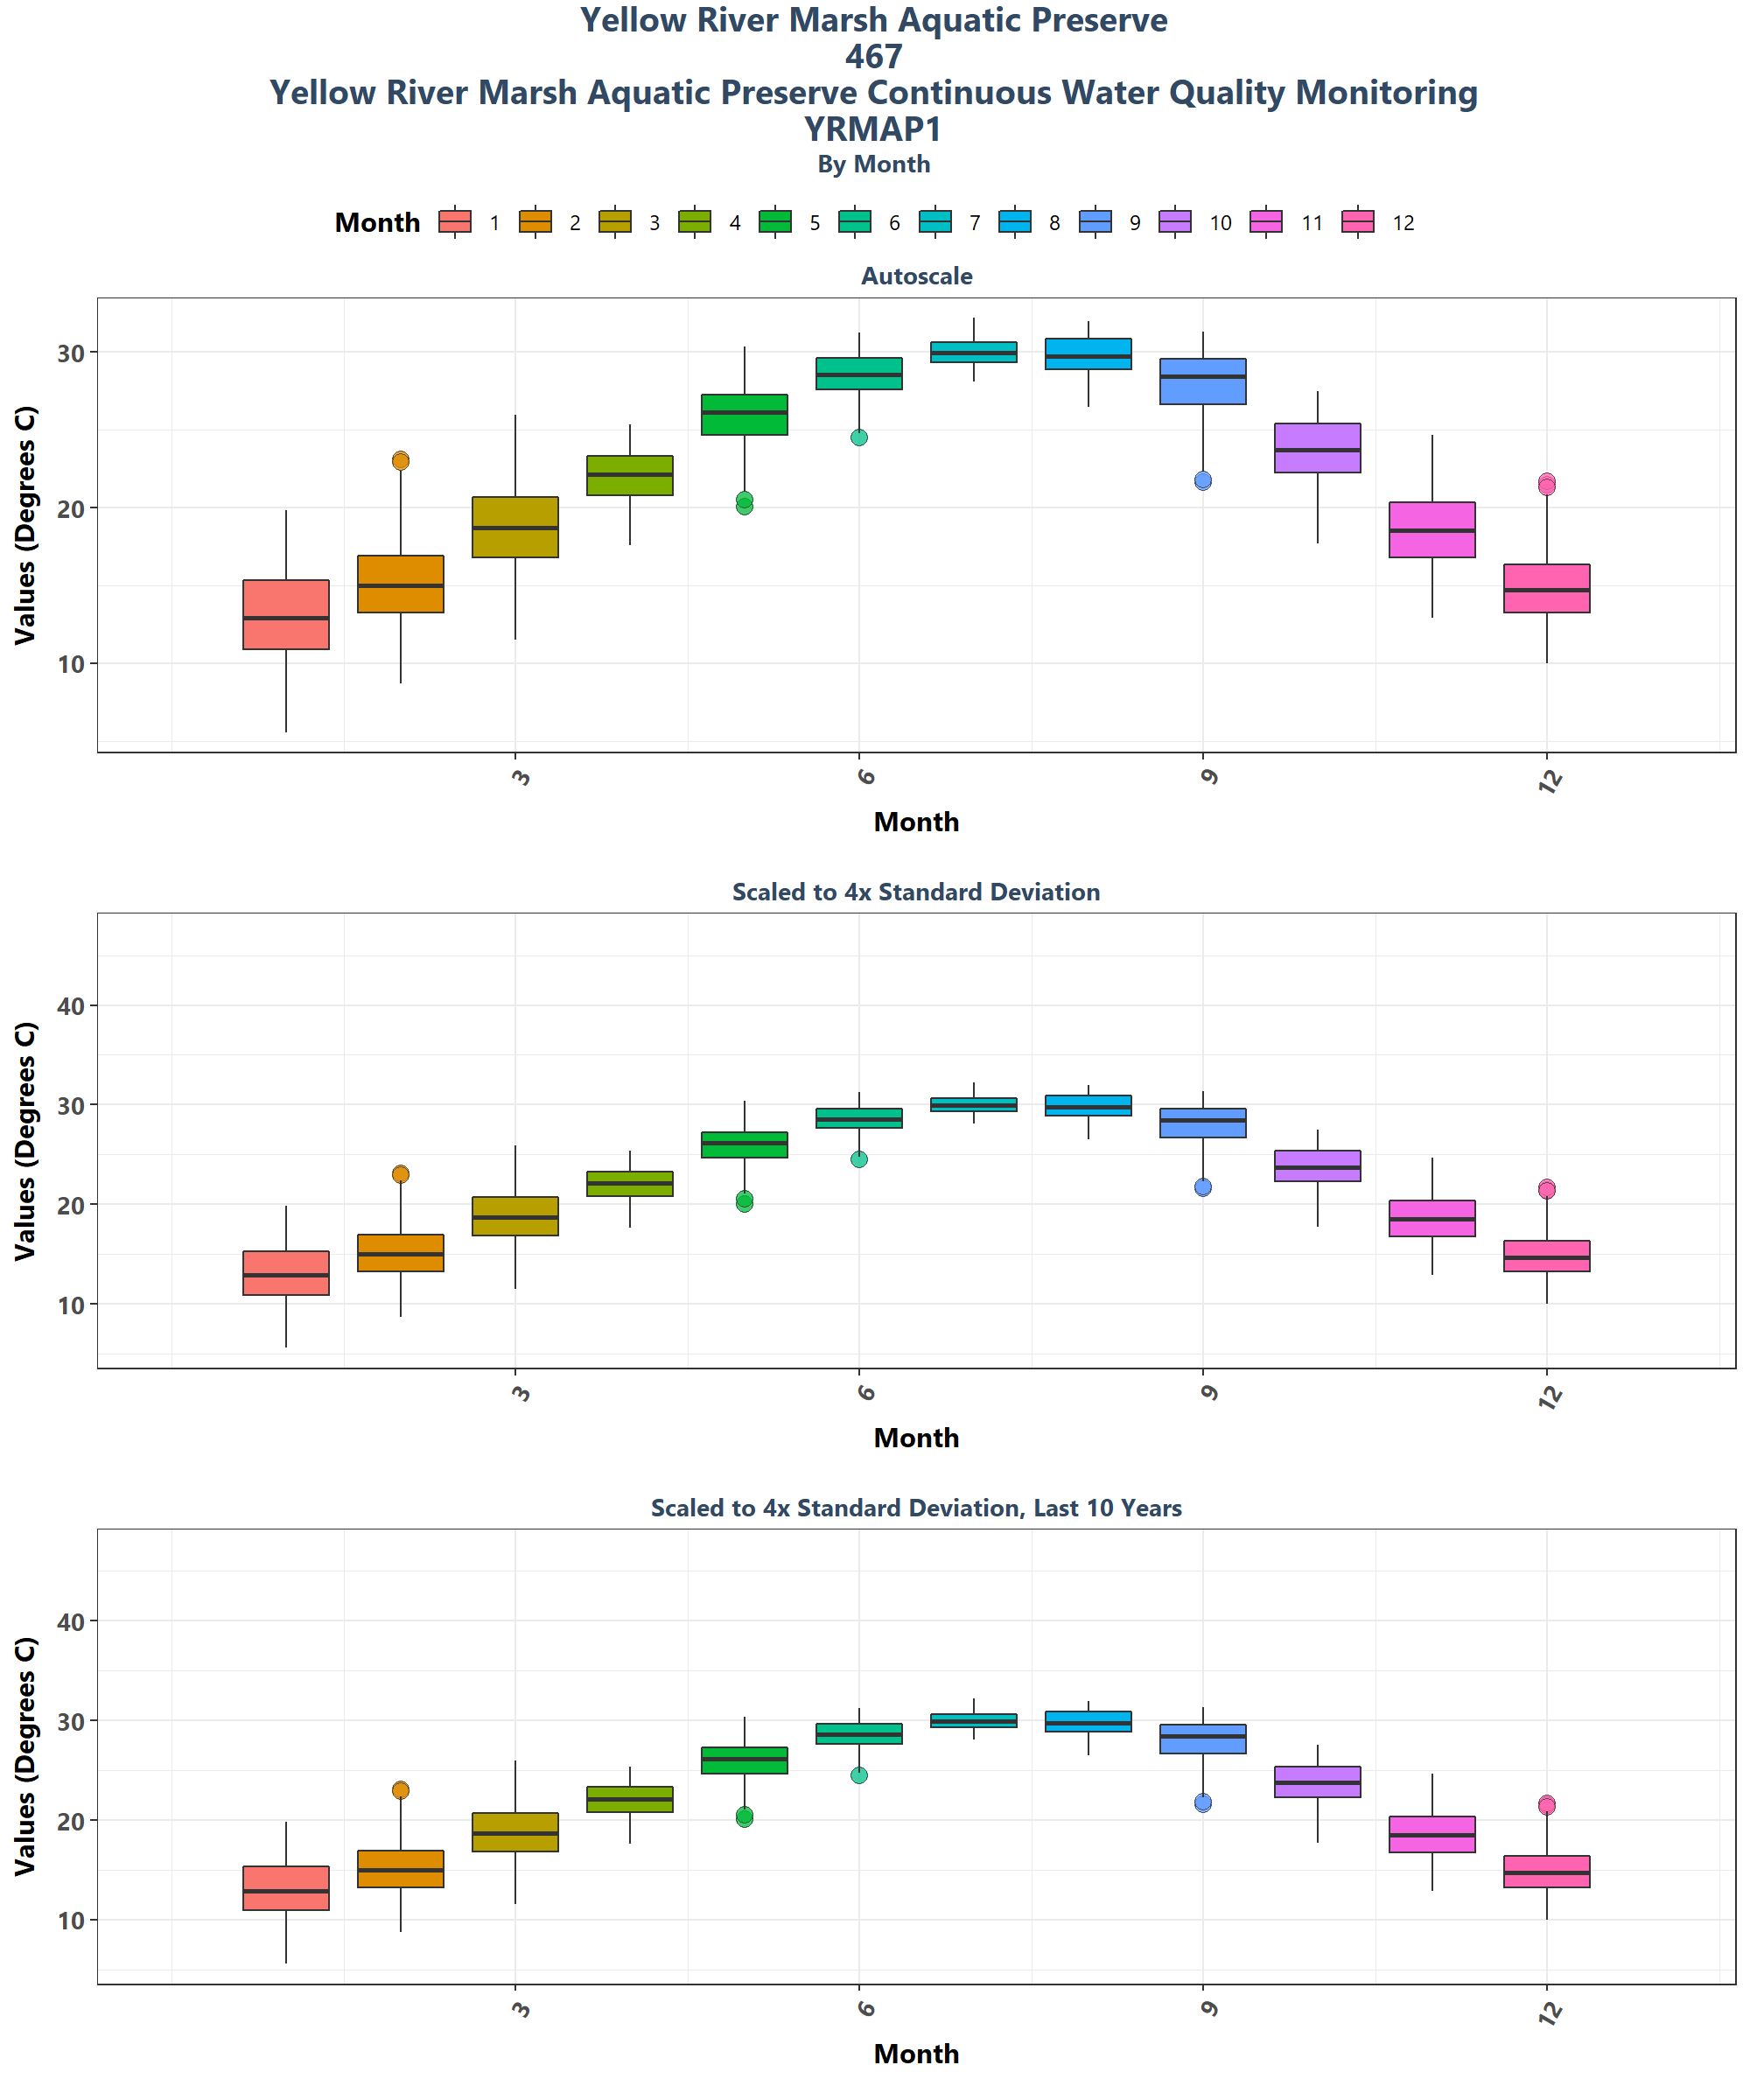 Yellow River Marsh Aquatic Preserve
467
Yellow River Marsh Aquatic Preserve Continuous Water Quality Monitoring
YRMAP1
By Month
Month 1 2 3 4 5 6 7 8 9 10 11 12
Autoscale
Values (Degrees C)
30
20
10
3 6 9 12
Month
Scaled to 4x Standard Deviation
Values (Degrees C)
40
30
20
10
3 6 9 12
Month
Scaled to 4x Standard Deviation, Last 10 Years
Values (Degrees C)
40
30
20
10
3 6 9 12
Month